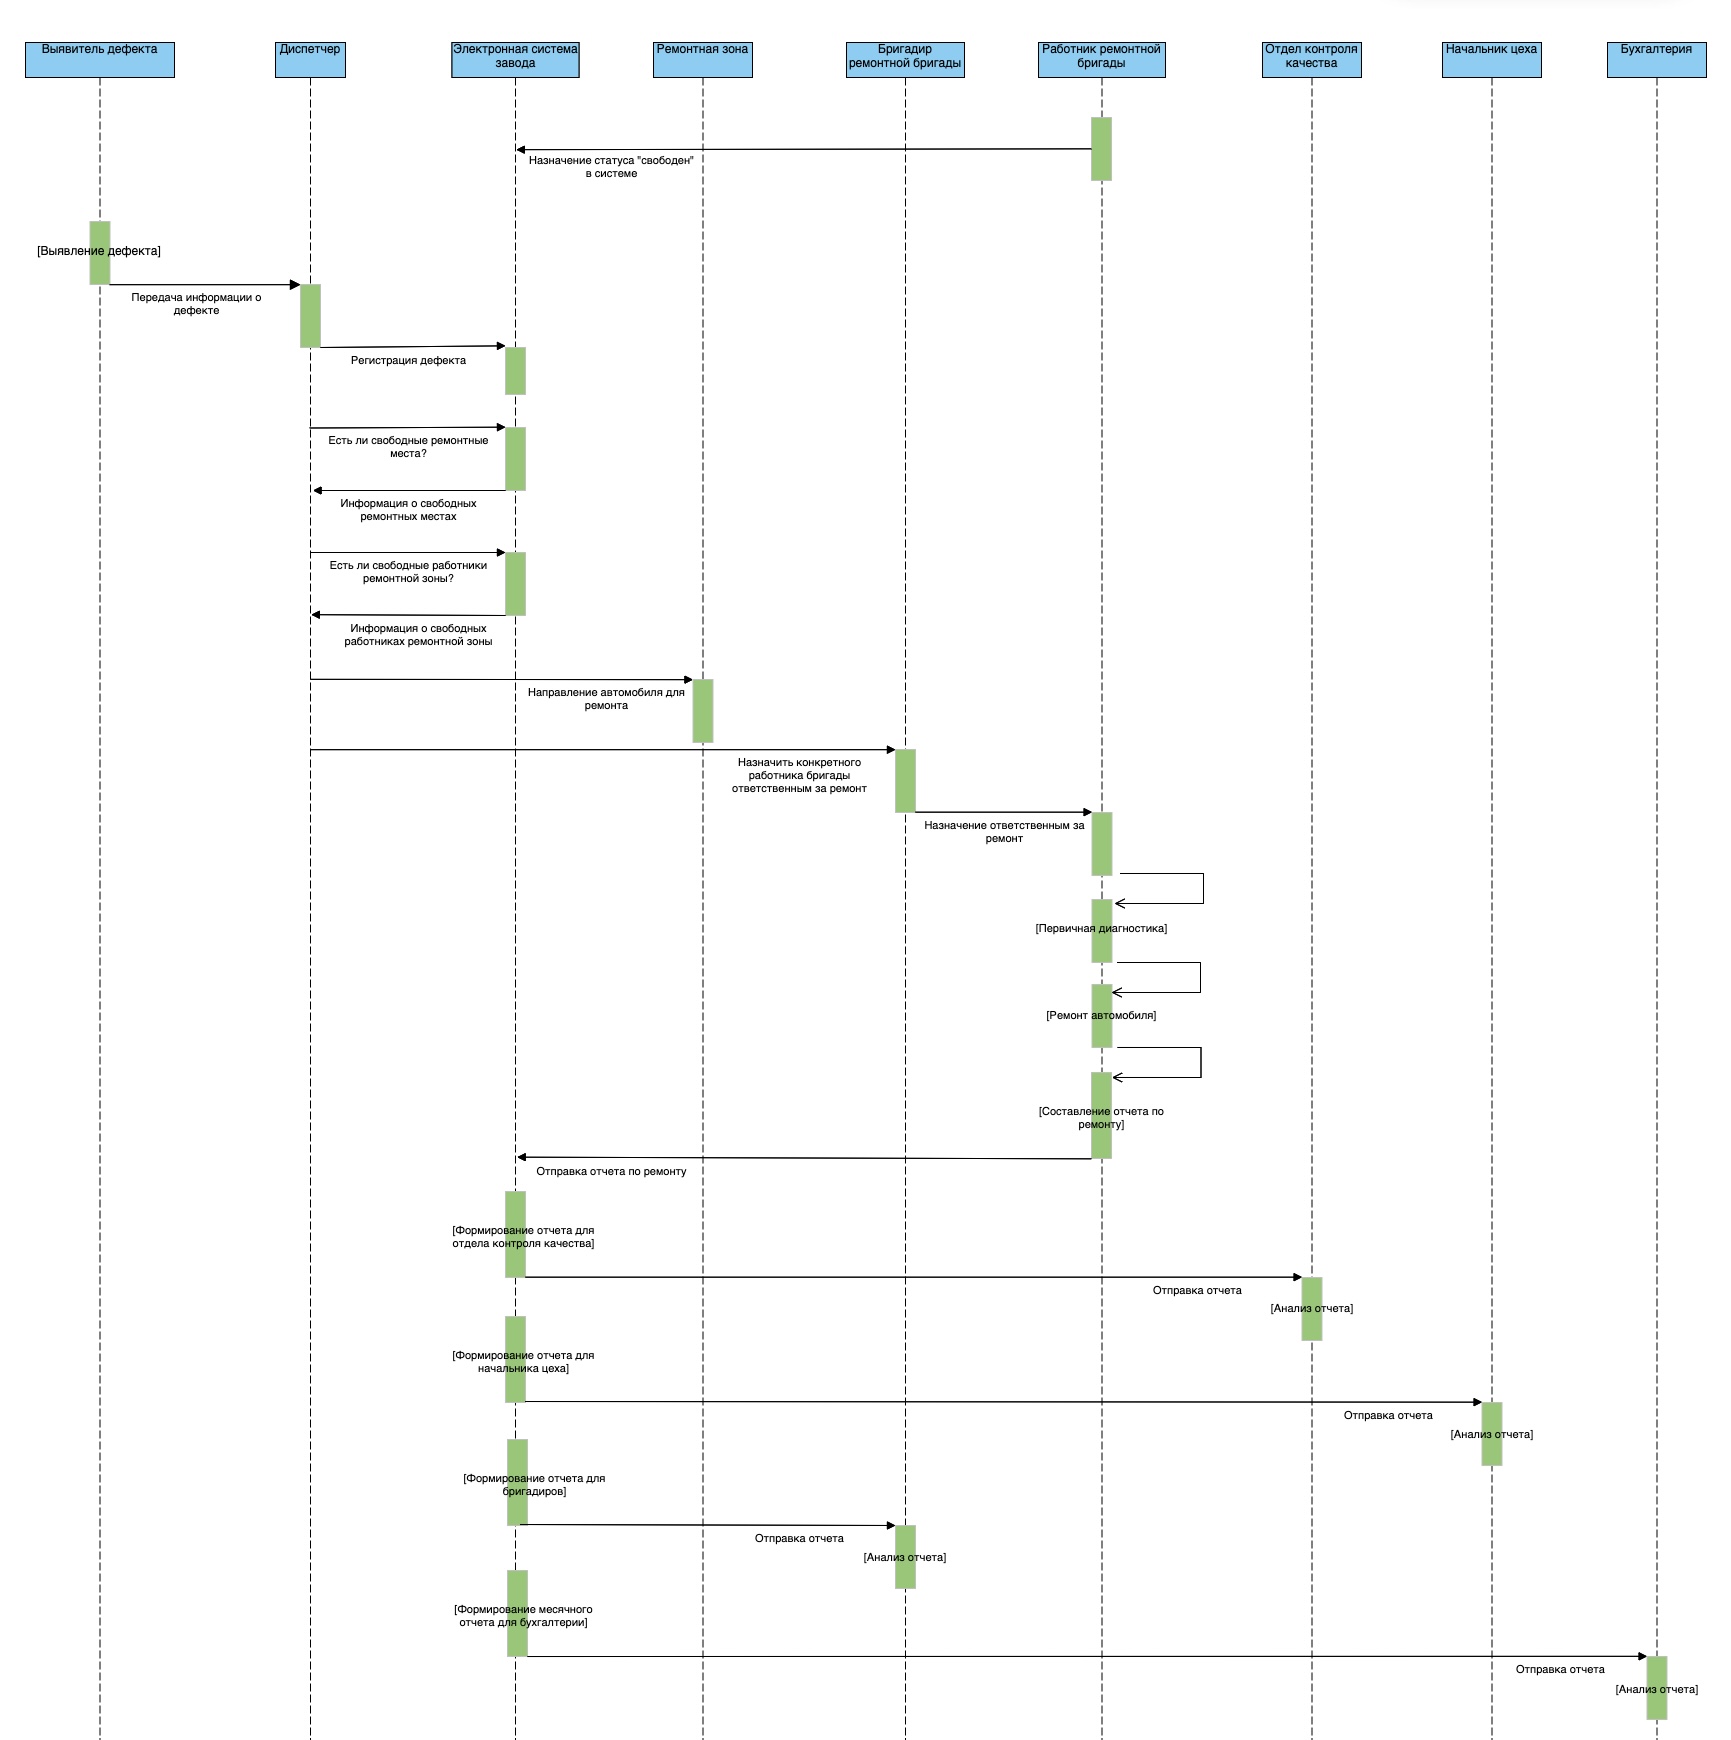 Выявитель дефекта
Диспетчер
Электронная система
завода
Ремонтная зона
Бригадир
ремонтной бригады
Работник ремонтной
бригады
Отдел контроля
качества
Начальник цеха
Бухгалтерия
Назначение статуса "свободен"
в системе
[Выявление дефекта]
Передача информации о
дефекте
Регистрация дефекта
Есть ли свободные ремонтные
места?
Информация о свободных
ремонтных местах
Есть ли свободные работники
ремонтной зоны?
Информация о свободных
работниках ремонтной зоны
Направление автомобиля для
ремонта
Назначить конкретного
работника бригады
ответственным за ремонт
Назначение ответственным за
ремонт
[Первичная диагностика]
[Ремонт автомобиля]
[Составление отчета по
ремонту]
Отправка отчета по ремонту
[Формирование отчета для
отдела контроля качества]
Отправка отчета
[Анализ отчета]
[Формирование отчета для
начальника цеха]
Отправка отчета
[Анализ отчета]
[Формирование отчета для
бригадиров]
Отправка отчета
[Анализ отчета]
[Формирование месячного
отчета для бухгалтерии]
Отправка отчета
[Анализ отчета]